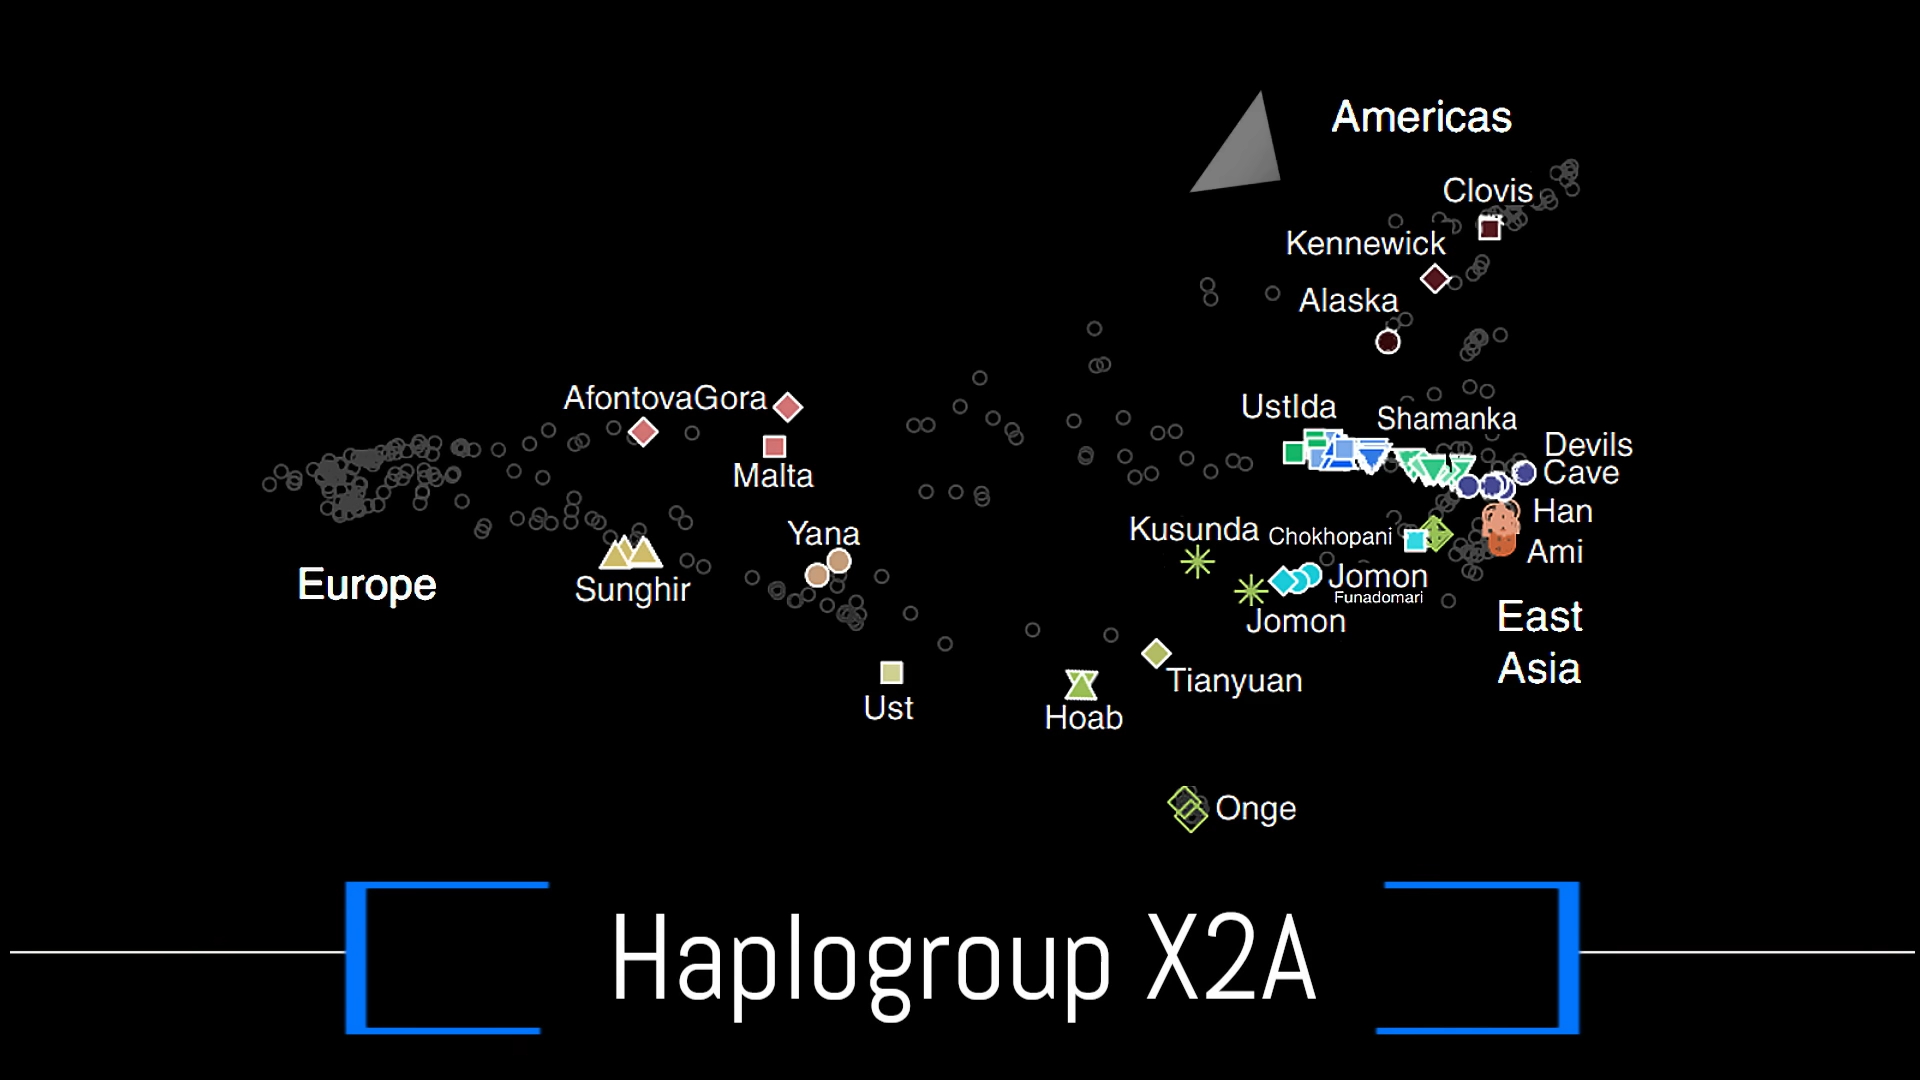 Americas
Clovis
Kennewick
Alaska
AfontovaGora
UstIda
Shamanka
Devils
Cave
Malta
Han
Yana
Kusunda
Chokhopani
Ami
Europe
Sunghir
Jomon
Funadomari
Jomon
East
Asia
Tianyuan
Ust
Hoab
Onge
Haplogroup X2A